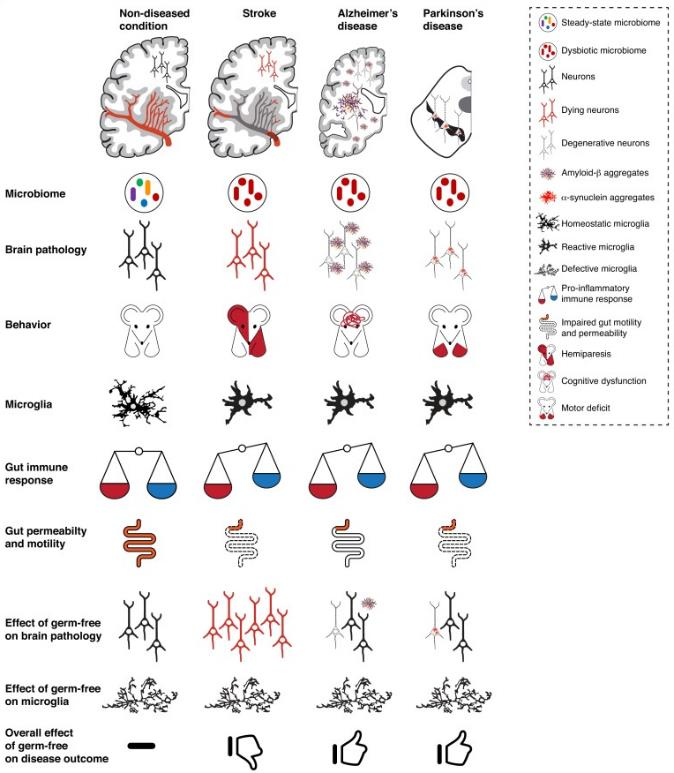 Non-diseased
condition
Stroke
Alzheimer's
disease
Parkinson's
disease
Microbiome
Brain pathology
Behavior
Microglia
Gut immune
response
Gut permeabilty
and motility
Effect of germ-free
on brain pathology
Effect of germ-free
on microglia
Overall effect
of germ-free
on disease outcome
Steady-state microbiome
Dysbiotic microbiome
Neurons
Dying neurons
Degenerative neurons
Amyloid-β aggregates
α-synuclein aggregates
Homeostatic microglia
Reactive microglia
Defective microglia
Pro-inflammatory
immune response
Impaired gut motility
and permeability
Hemiparesis
Cognitive dysfunction
Motor deficit